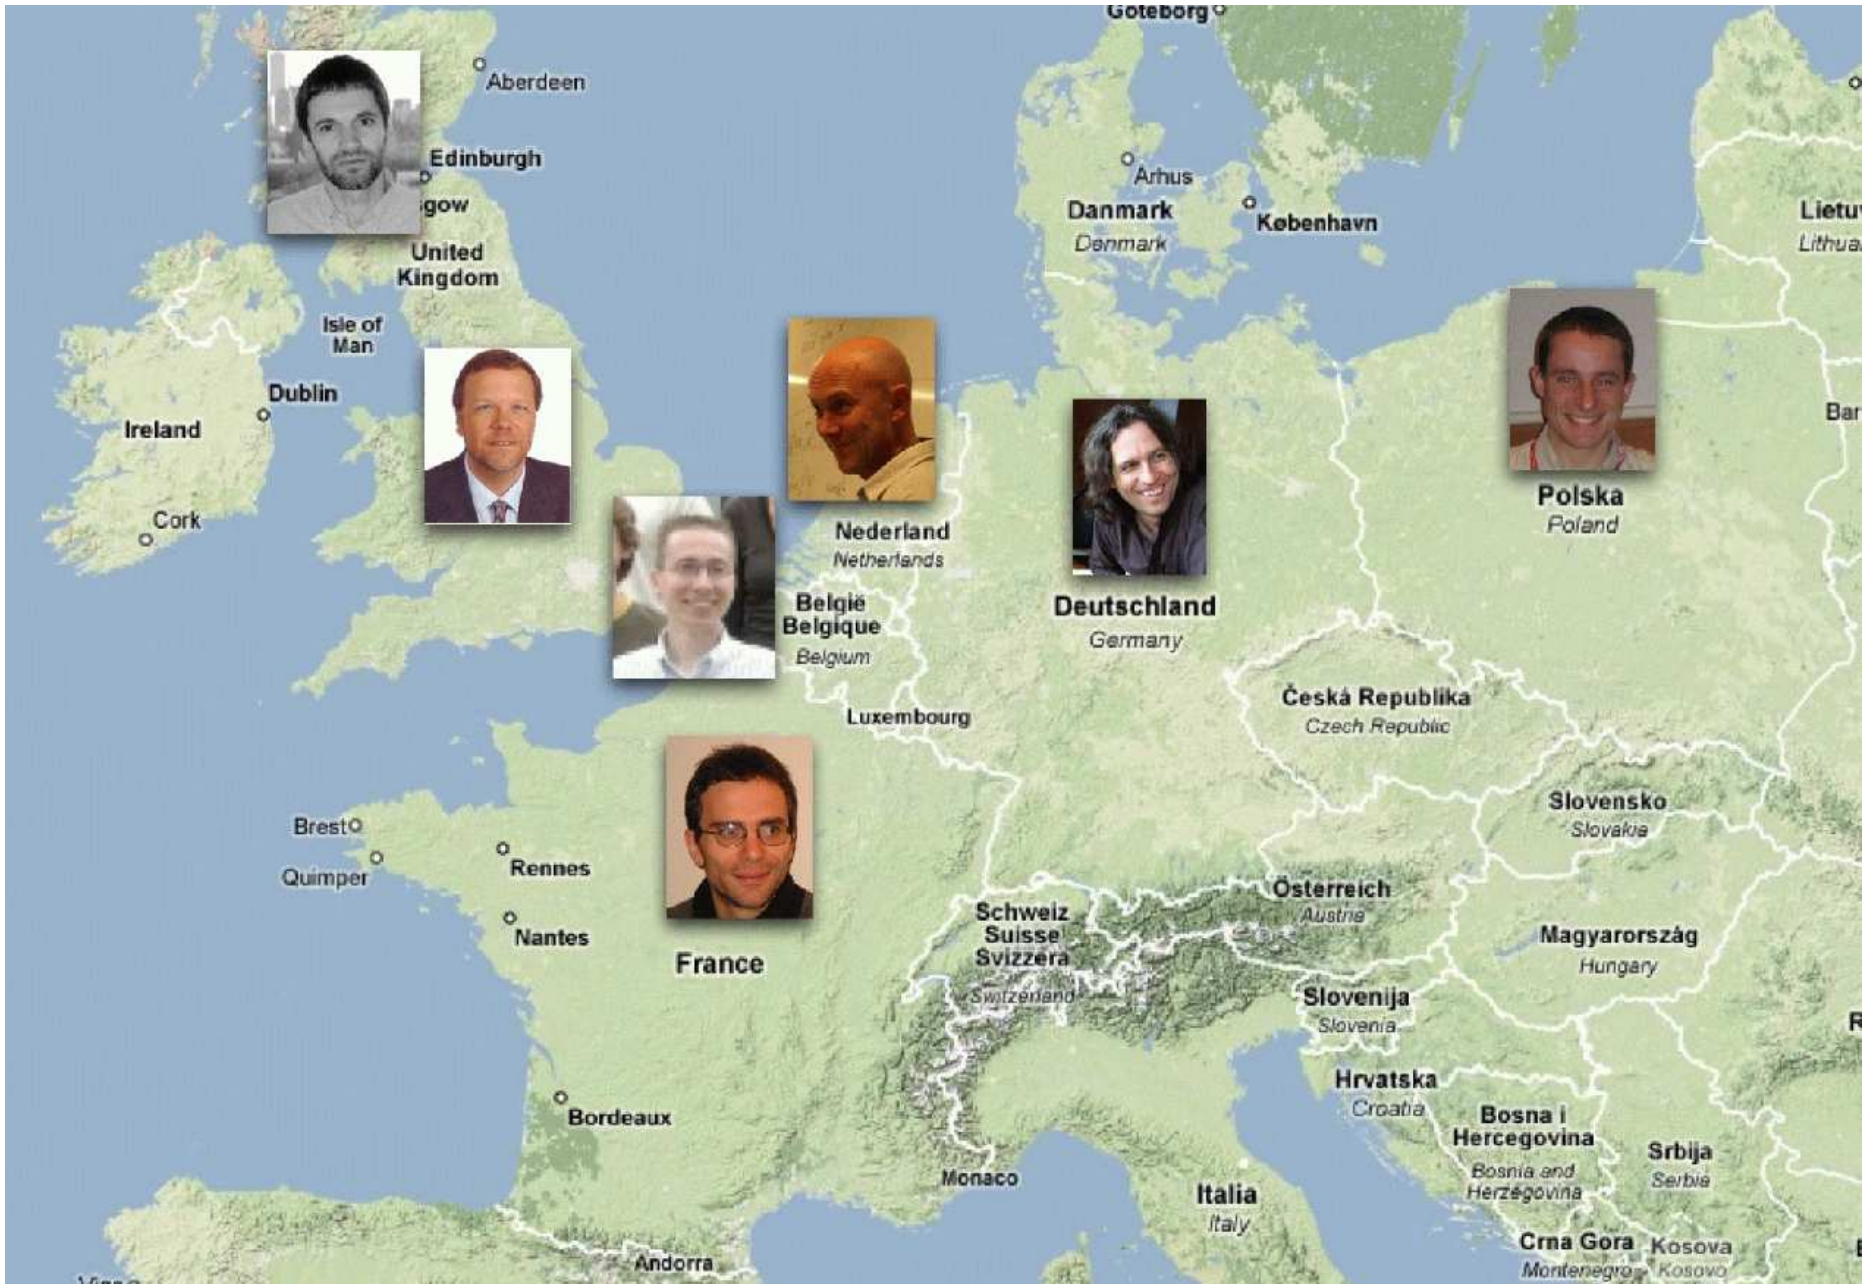 Göteborg
Aberdeen
Edinburgh
sgow
United
Kingdom
Isle of
Man
Dublin
Ireland
Cork
Arhus
Danmark
Denmark
København
Lietu
Lithua
Bar
Polska
Poland
Nederland
Netherlands
België
Belgique
Belgium
Deutschland
Germany
Luxembourg
Česká Republika
Czech Republic
Slovensko
Slovakia
Brest
Quimper
Rennes
Nantes
France
Schweiz
Suisse
Svizzera
Switzerland
Österreich
Austria
Magyarország
Hungary
Slovenija
Slovenia
R
Hrvatska
Croatia
Bosna i
Hercegovina
Bosnia and
Herzegovina
Srbija
Serbia
Bordeaux
Monaco
Italia
Italy
Andorra
Crna Gora
Montenegro
Kosova
Kosovo